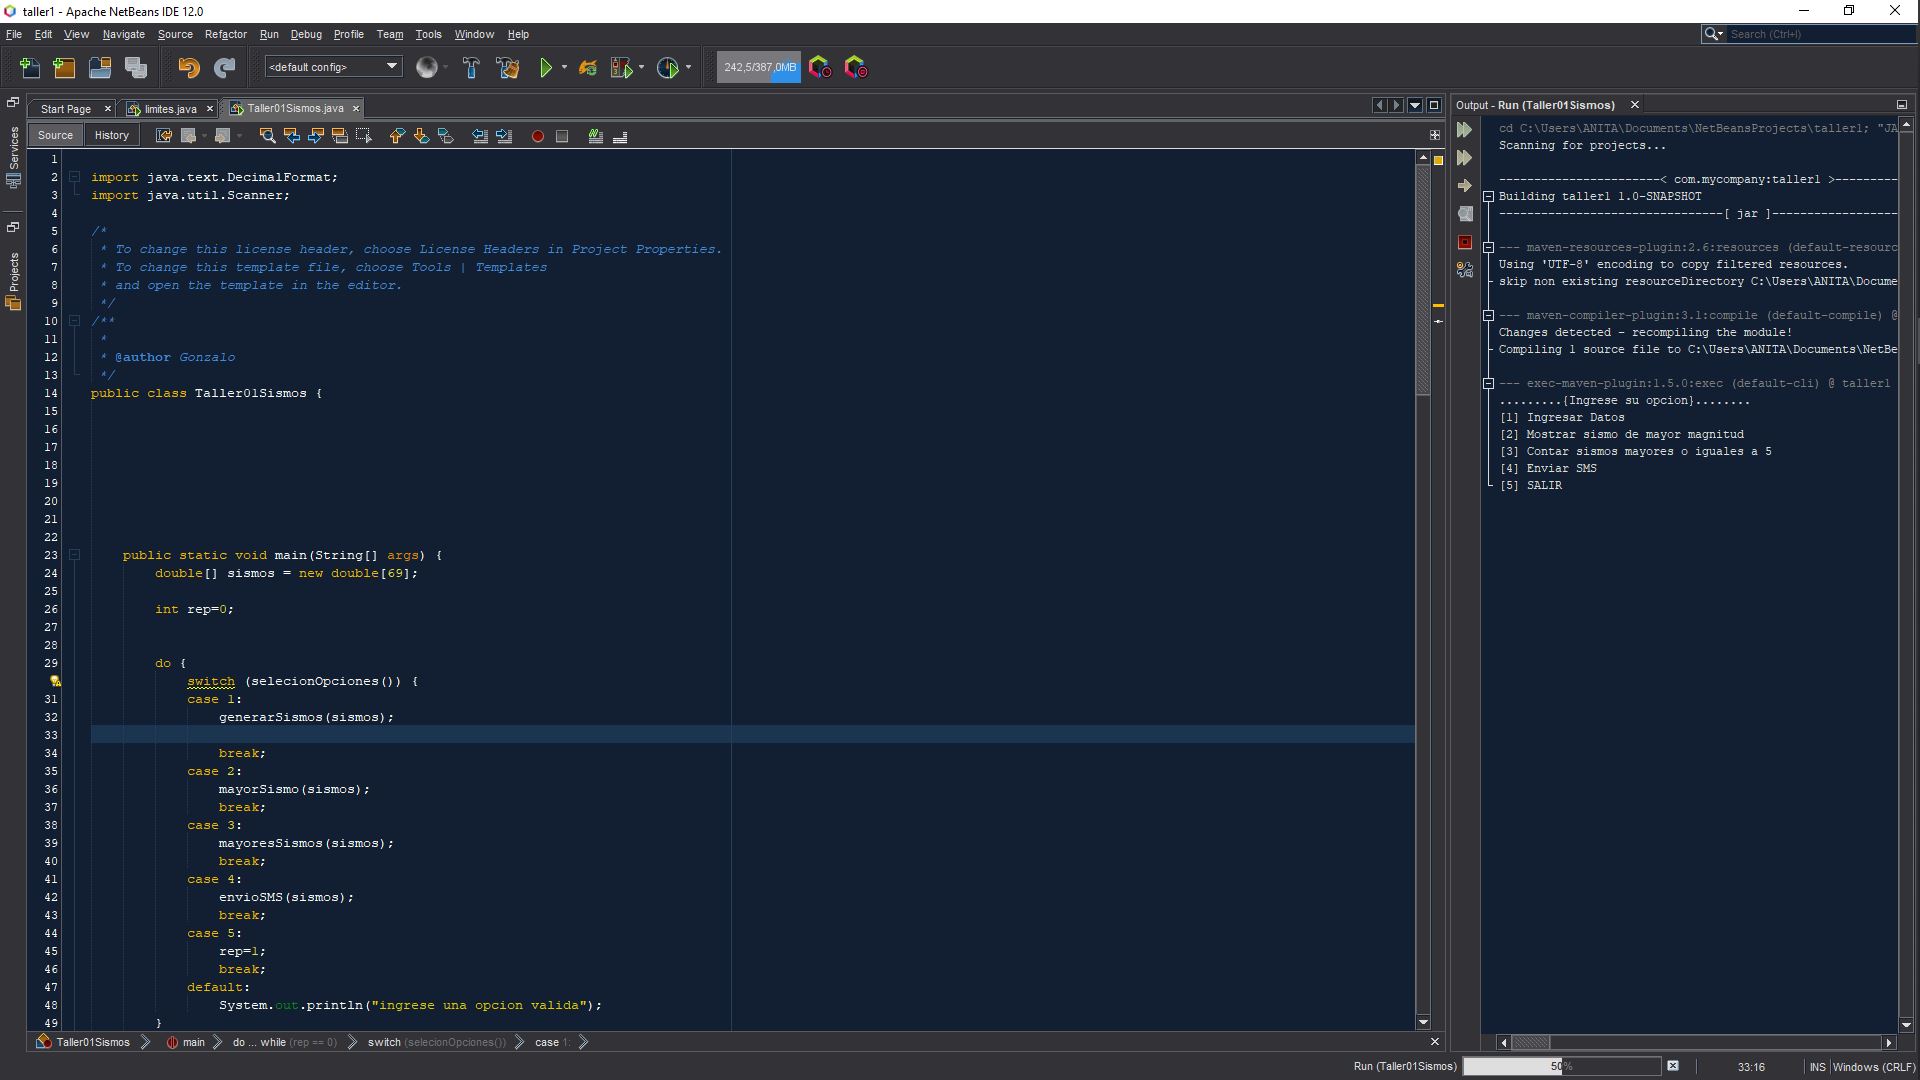 taller1 - Apache NetBeans IDE 12.0
File Edit View Navigate Source Refactor Run Debug Profile Team Tools Window Help
Search (Ctrl+I)
<default config>
242,5/387,0MB
Start Page
limites.java
Taller01Sismos.java
Source History
Services
Projects
1
2 import java.text.DecimalFormat;
3 import java.util.Scanner;
4
5 /*
6 * To change this license header, choose License Headers in Project Properties.
7 * To change this template file, choose Tools | Templates
8 * and open the template in the editor.
9 */
10 /**
11 *
12 * @author Gonzalo
13 */
14 public class Taller01Sismos {
15
16
17
18
19
20
21
22
23 public static void main(String[] args) {
24 double[] sismos = new double[69];
25
26 int rep=0;
27
28
29 do {
switch (selecionOpciones()) {
31 case 1:
32 generarSismos(sismos);
33
34 break;
35 case 2:
36 mayorSismo(sismos);
37 break;
38 case 3:
39 mayoresSismos(sismos);
40 break;
41 case 4:
42 envioSMS(sismos);
43 break;
44 case 5:
45 rep=1;
46 break;
47 default:
48 System.out.println("ingrese una opcion valida");
49 }
Taller01Sismos
main
do ... while (rep == 0)
switch (selecionOpciones())
case 1:
Output - Run (Taller01Sismos)
cd C:\Users\ANITA\Documents\NetBeansProjects\taller1; "JA
Scanning for projects...
-----------------------< com.mycompany:taller1 >---------
Building taller1 1.0-SNAPSHOT
--------------------------------[ jar ]------------------
--- maven-resources-plugin:2.6:resources (default-resourc
Using 'UTF-8' encoding to copy filtered resources.
skip non existing resourceDirectory C:\Users\ANITA\Docume
--- maven-compiler-plugin:3.1:compile (default-compile) @
Changes detected - recompiling the module!
Compiling 1 source file to C:\Users\ANITA\Documents\NetBe
--- exec-maven-plugin:1.5.0:exec (default-cli) @ taller1
.........{Ingrese su opcion}........
[1] Ingresar Datos
[2] Mostrar sismo de mayor magnitud
[3] Contar sismos mayores o iguales a 5
[4] Enviar SMS
[5] SALIR
Run (Taller01Sismos)
50%
33:16
INS
Windows (CRLF)